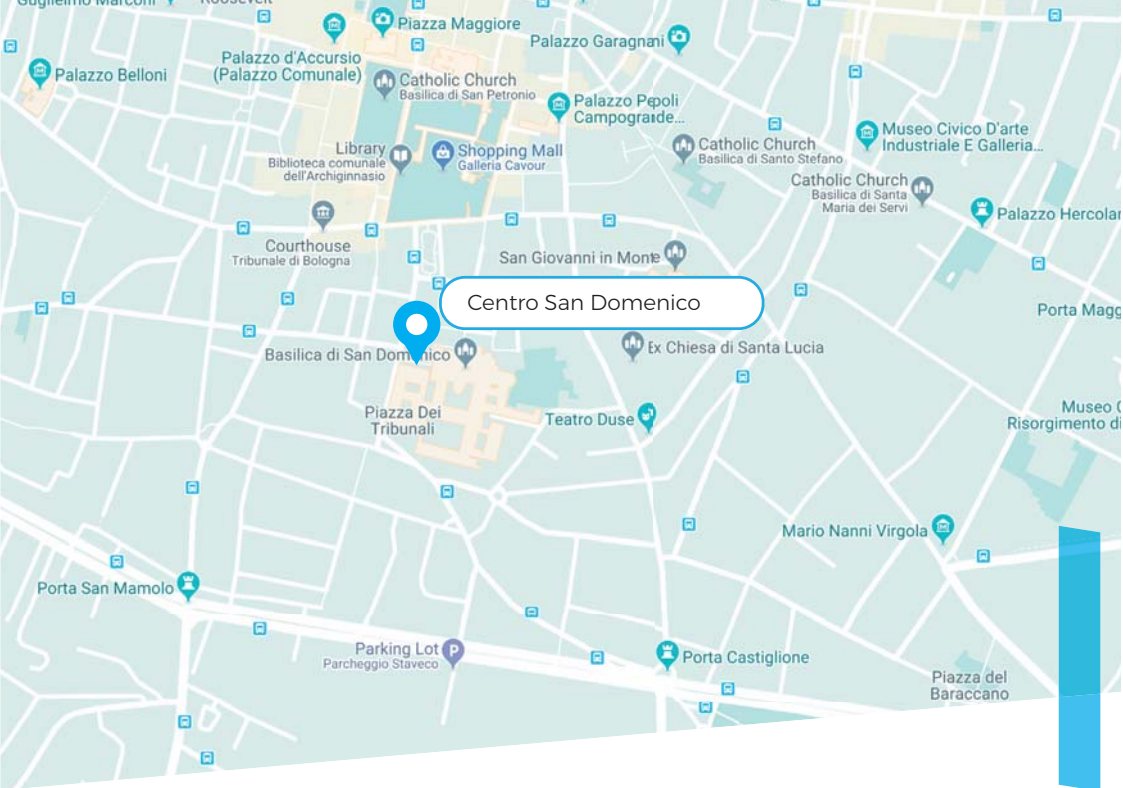 Guglielmo Marconi
Roosevelt
Piazza Maggiore
Palazzo Garagnani
Palazzo d'Accursio
(Palazzo Comunale)
Palazzo Belloni
Catholic Church
Basilica di San Petronio
Palazzo Pepoli
Campogrande...
Museo Civico D'arte
Industriale E Galleria...
Library
Biblioteca comunale
dell'Archiginnasio
Shopping Mall
Galleria Cavour
Catholic Church
Basilica di Santo Stefano
Catholic Church
Basilica di Santa
Maria dei Servi
Palazzo Hercolan
Courthouse
Tribunale di Bologna
San Giovanni in Monte
Centro San Domenico
Porta Magg
Basilica di San Domenico
Ex Chiesa di Santa Lucia
Piazza Dei
Tribunali
Teatro Duse
Museo
Risorgimento di
Mario Nanni Virgola
Porta San Mamolo
Parking Lot
P
Parcheggio Staveco
Porta Castiglione
Piazza del
Baraccano